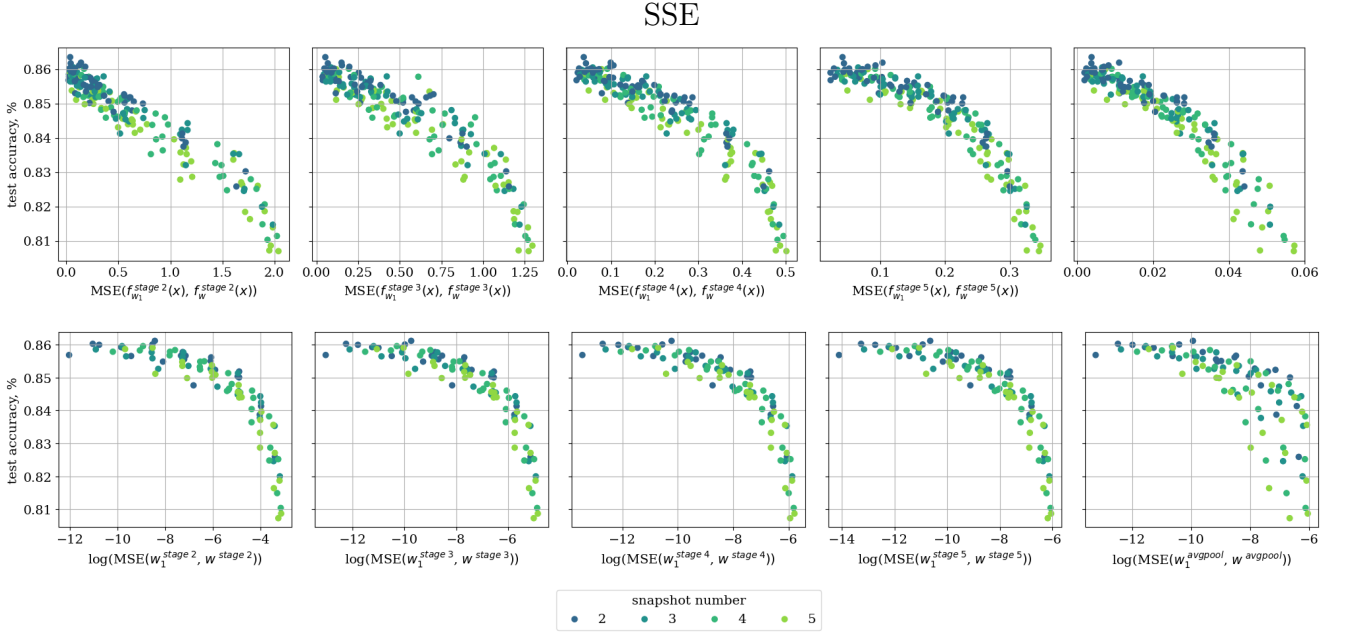 SSE
test accuracy, %
0.86
0.85
0.84
0.83
0.82
0.81
0.0 0.5 1.0 1.5 2.0
MSE(f_{w_1}^{stage 2}(x), f_w^{stage 2}(x))
0.00 0.25 0.50 0.75 1.00 1.25
MSE(f_{w_1}^{stage 3}(x), f_w^{stage 3}(x))
0.0 0.1 0.2 0.3 0.4 0.5
MSE(f_{w_1}^{stage 4}(x), f_w^{stage 4}(x))
0.1 0.2 0.3
MSE(f_{w_1}^{stage 5}(x), f_w^{stage 5}(x))
0.00 0.02 0.04 0.06
test accuracy, %
0.86
0.85
0.84
0.83
0.82
0.81
−12 −10 −8 −6 −4
log(MSE(w_1^{stage 2}, w^{stage 2}))
−12 −10 −8 −6
log(MSE(w_1^{stage 3}, w^{stage 3}))
−12 −10 −8 −6
log(MSE(w_1^{stage 4}, w^{stage 4}))
−14 −12 −10 −8 −6
log(MSE(w_1^{stage 5}, w^{stage 5}))
−12 −10 −8 −6
log(MSE(w_1^{avgpool}, w^{avgpool}))
snapshot number
2 3 4 5